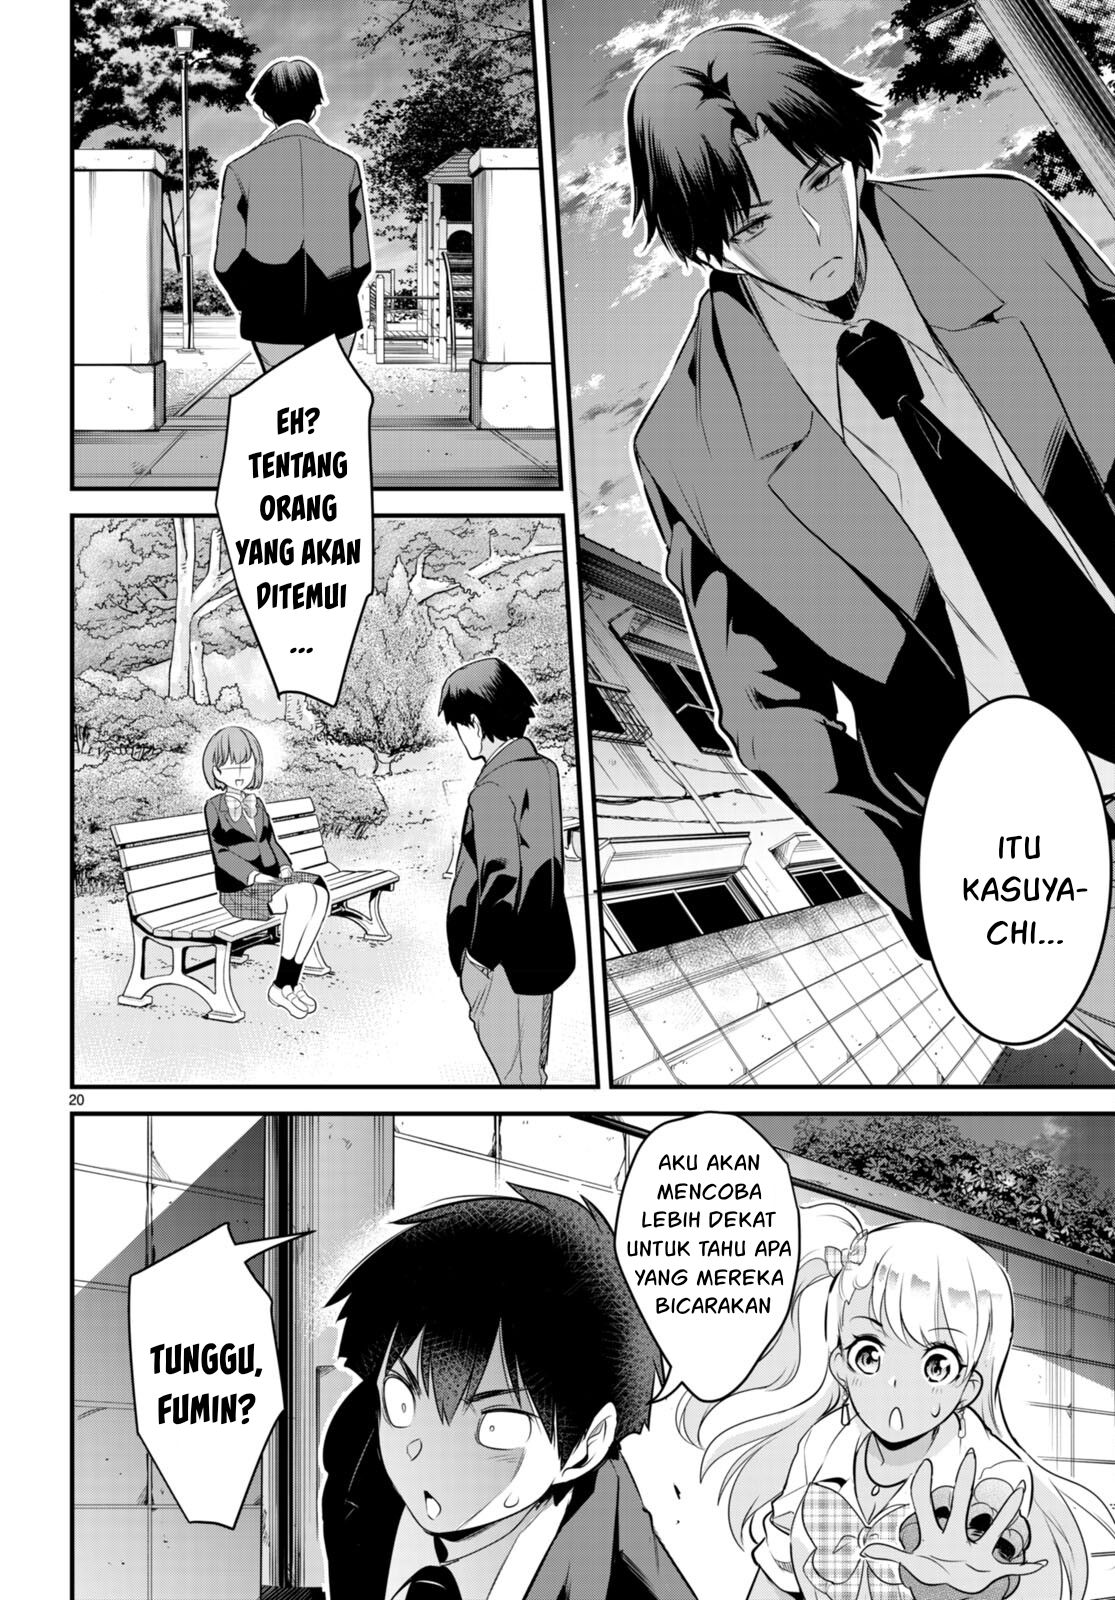 ITU
KASUYA-
CHI...
EH?
TENTANG
ORANG
YANG AKAN
DITEMUI
...
20
AKU AKAN
MENCOBA
LEBIH DEKAT
UNTUK TAHU APA
YANG MEREKA
BICARAKAN
TUNGGU,
FUMIN?